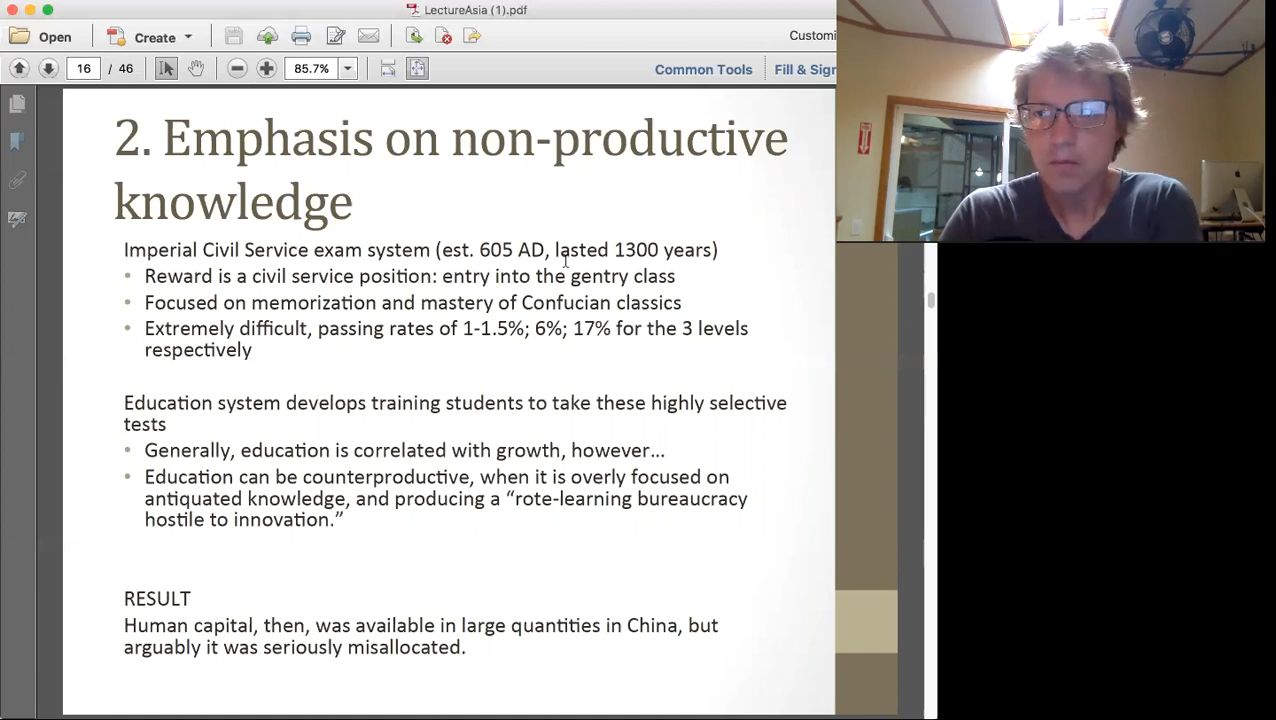 LectureAsia (1).pdf
Open
Create
Customi
16 / 46
85.7%
Common Tools
Fill & Sign
2. Emphasis on non-productive
knowledge
Imperial Civil Service exam system (est. 605 AD, lasted 1300 years)
• Reward is a civil service position: entry into the gentry class
• Focused on memorization and mastery of Confucian classics
• Extremely difficult, passing rates of 1-1.5%; 6%; 17% for the 3 levels
respectively
Education system develops training students to take these highly selective
tests
• Generally, education is correlated with growth, however…
• Education can be counterproductive, when it is overly focused on
antiquated knowledge, and producing a “rote-learning bureaucracy
hostile to innovation.”
RESULT
Human capital, then, was available in large quantities in China, but
arguably it was seriously misallocated.